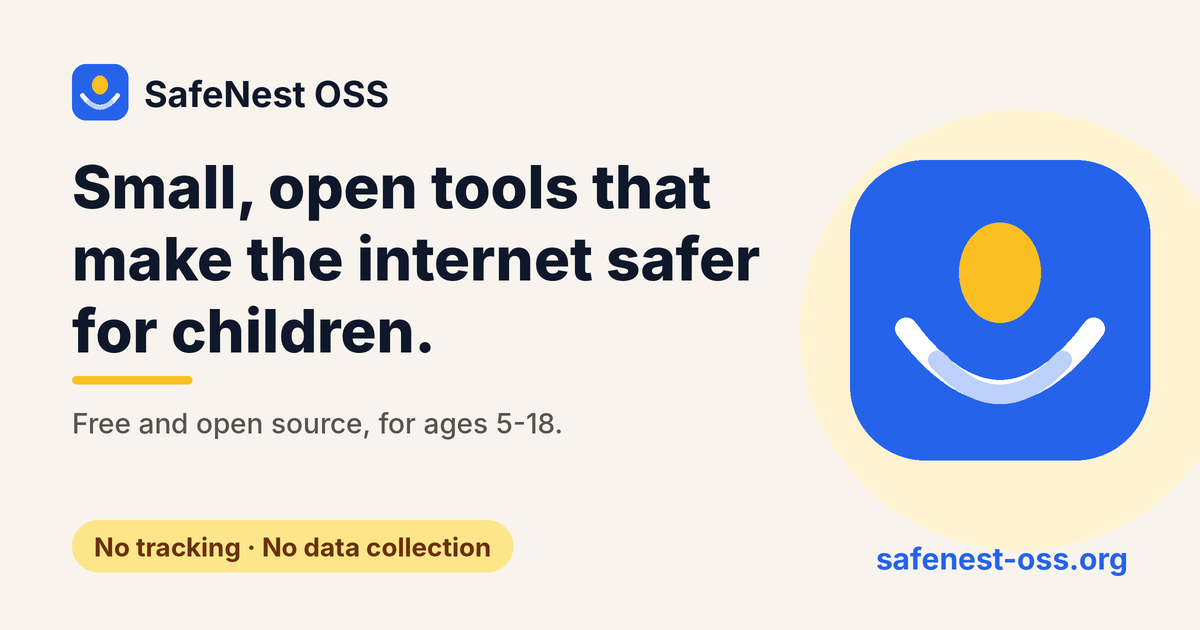 SafeNest OSS
Small, open tools that
make the internet safer
for children.
Free and open source, for ages 5-18.
No tracking · No data collection
safenest-oss.org